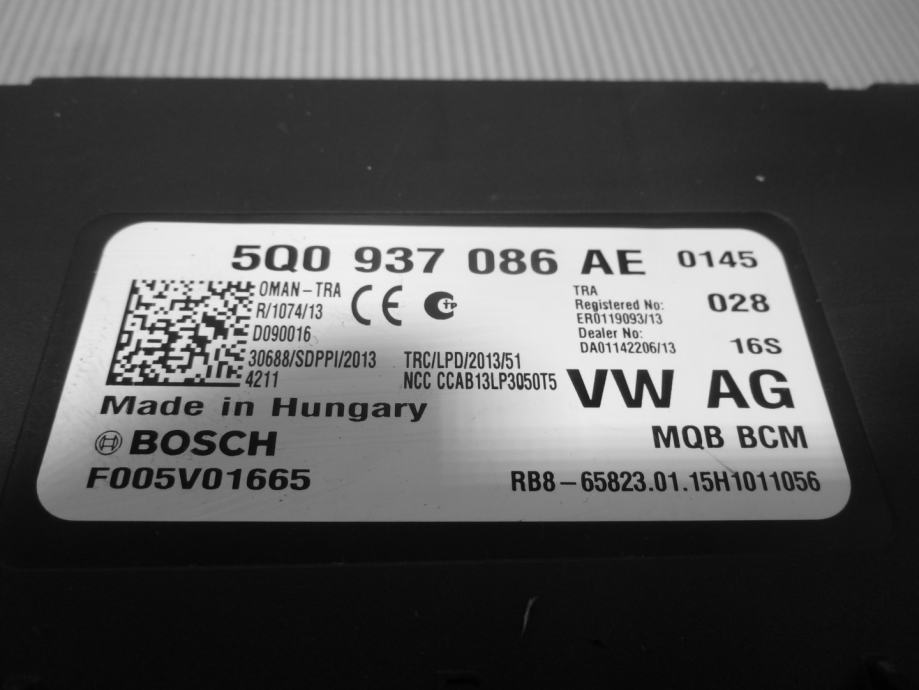 5Q0 937 086 AE 0145
OMAN-TRA
R/1074/13
D090016
30688/SDPPI/2013
4211
CE
TP
TRC/LPD/2013/51
NCC CCAB13LP3050T5
TRA
Registered No:
ER0119093/13
Dealer No:
DA01142206/13
028
16S
VW AG
Made in Hungary
BOSCH
MQB BCM
F005V01665
RB8-65823.01.15H1011056